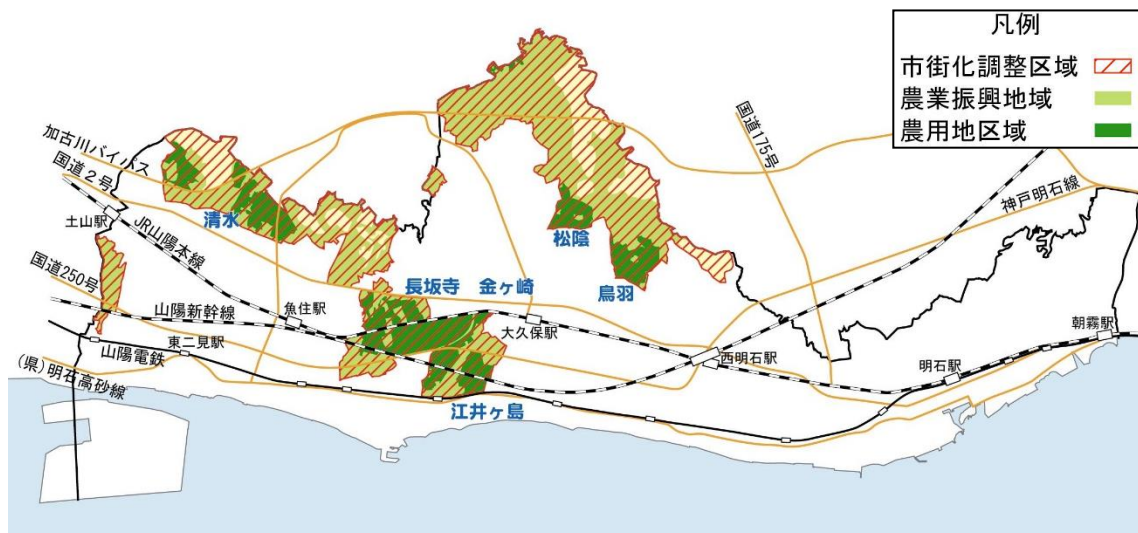 凡例
市街化調整区域
農業振興地域
農用地区域
国道175号
加古川バイパス
国道2号
土山駅
清水
JR山陽本線
神戸明石線
松陰
鳥羽
国道250号
長坂寺
金ヶ崎
山陽新幹線
魚住駅
大久保駅
朝霧駅
東二見駅
西明石駅
山陽電鉄
明石駅
(県)明石高砂線
江井ヶ島